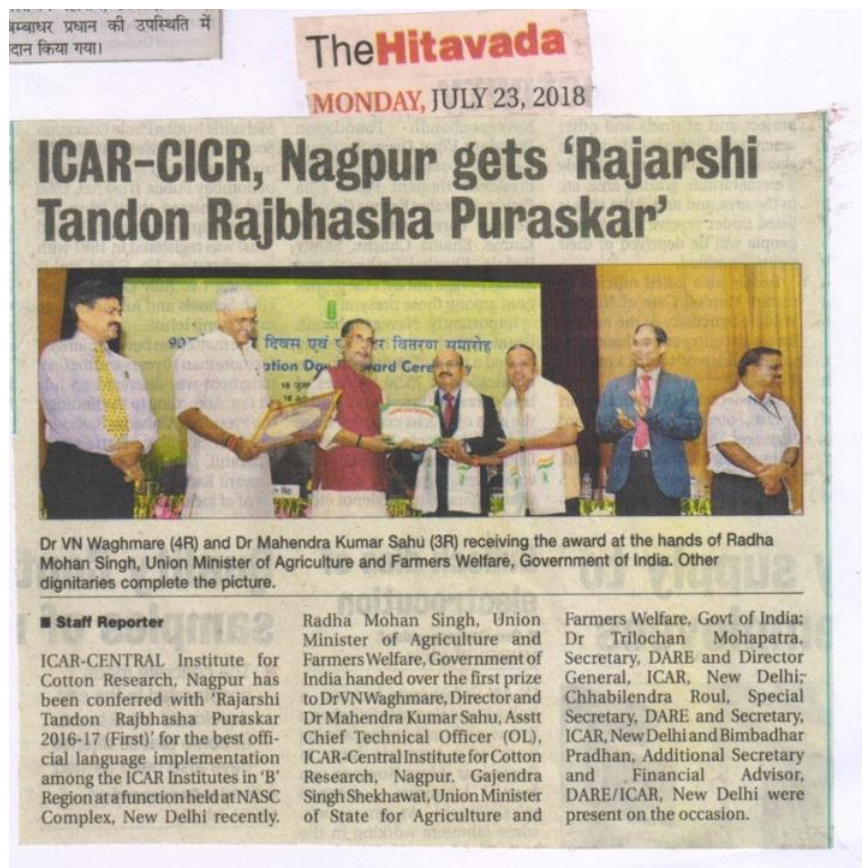 म्बाधर प्रधान की उपस्थिति में
दान किया गया।
TheHitavada
MONDAY, JULY 23, 2018
ICAR-CICR, Nagpur gets ‘Rajarshi
Tandon Rajbhasha Puraskar’
दिवस एवं
वितरण समारोह
Dr VN Waghmare (4R) and Dr Mahendra Kumar Sahu (3R) receiving the award at the hands of Radha
Mohan Singh, Union Minister of Agriculture and Farmers Welfare, Government of India. Other
dignitaries complete the picture.
■ Staff Reporter
ICAR-CENTRAL Institute for
Cotton Research, Nagpur has
been conferred with ‘Rajarshi
Tandon Rajbhasha Puraskar
2016-17 (First)’ for the best offi-
cial language implementation
among the ICAR Institutes in ‘B’
Region at a function held at NASC
Complex, New Delhi recently.
Radha Mohan Singh, Union
Minister of Agriculture and
Farmers Welfare, Government of
India handed over the first prize
to Dr VN Waghmare, Director and
Dr Mahendra Kumar Sahu, Asstt
Chief Technical Officer (OL),
ICAR-Central Institute for Cotton
Research, Nagpur. Gajendra
Singh Shekhawat, Union Minister
of State for Agriculture and
Farmers Welfare, Govt of India;
Dr Trilochan Mohapatra,
Secretary, DARE and Director
General, ICAR, New Delhi;
Chhabilendra Roul, Special
Secretary, DARE and Secretary,
ICAR, New Delhi and Bimbadhar
Pradhan, Additional Secretary
and Financial Advisor,
DARE/ICAR, New Delhi were
present on the occasion.